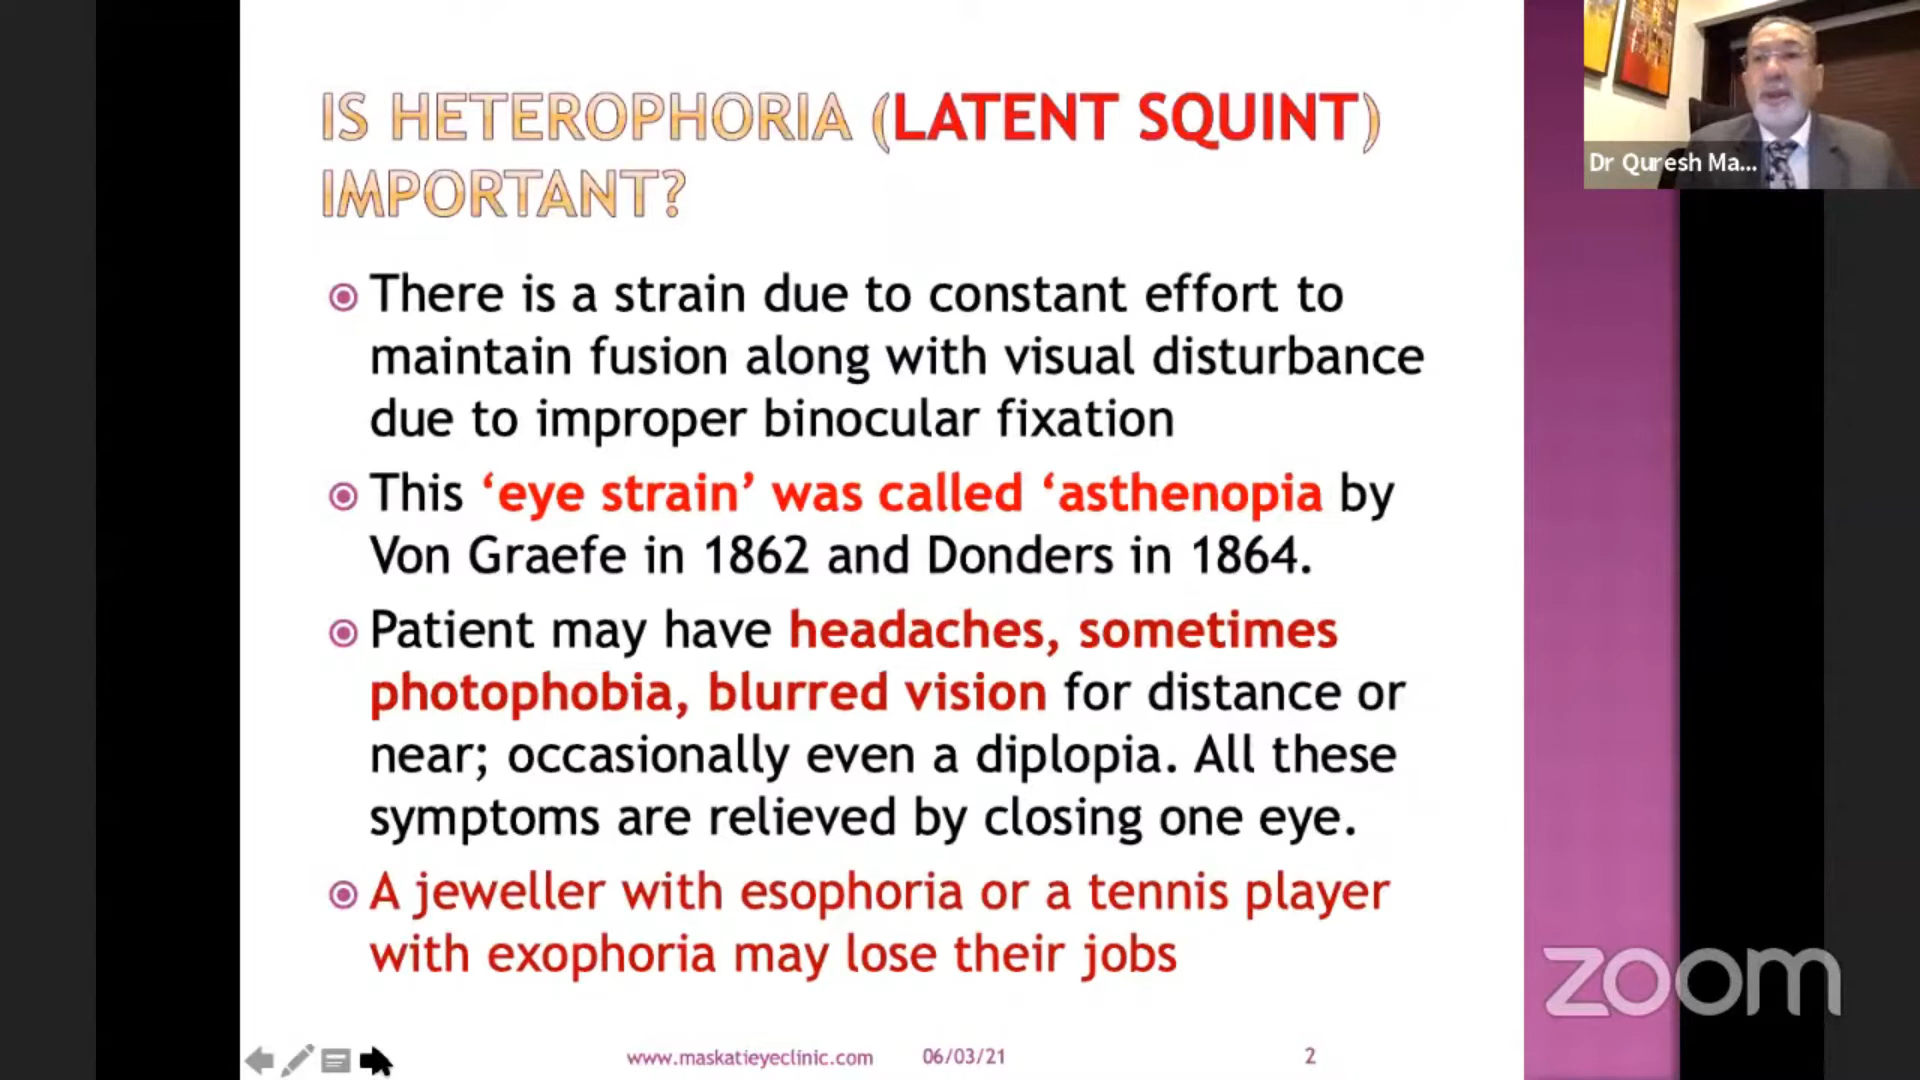 IS HETEROPHORIA (LATENT SQUINT)
IMPORTANT?
There is a strain due to constant effort to
maintain fusion along with visual disturbance
due to improper binocular fixation
This ‘eye strain’ was called ‘asthenopia by
Von Graefe in 1862 and Donders in 1864.
Patient may have headaches, sometimes
photophobia, blurred vision for distance or
near; occasionally even a diplopia. All these
symptoms are relieved by closing one eye.
A jeweller with esophoria or a tennis player
with exophoria may lose their jobs
www.maskatieyeclinic.com 06/03/21 2
Dr Quresh Ma...
zoom